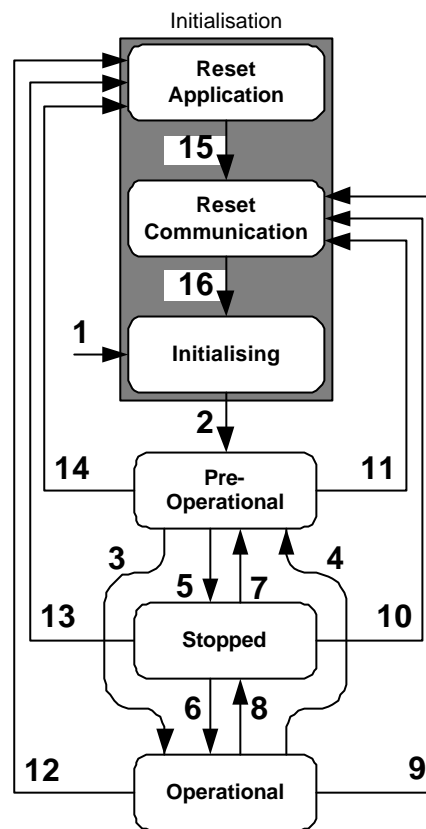 Initialisation
Reset
Application
15
Reset
Communication
16
1
Initialising
2
14
Pre-
Operational
11
3
4
5
7
13
Stopped
10
6
8
12
Operational
9